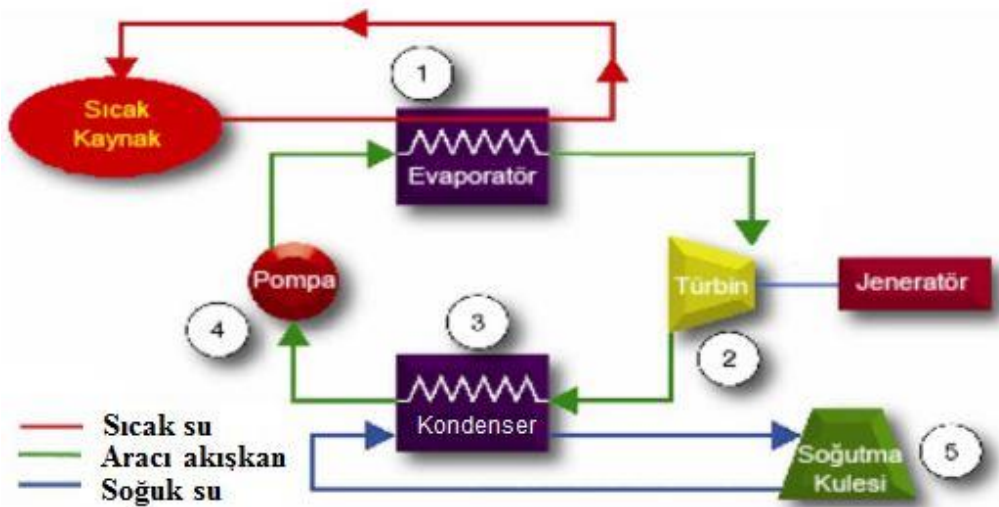 1
Sıcak
Kaynak
Evaporatör
Pompa
Türbin
Jeneratör
4
3
2
Kondenser
Sıcak su
Aracı akışkan
Soğuk su
Soğutma
Kulesi
5